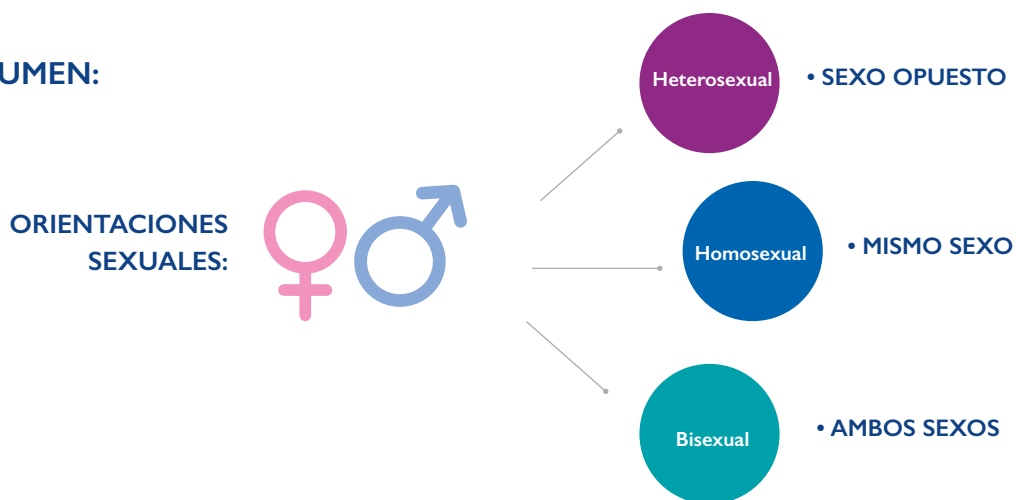 UMEN:
Heterosexual
• SEXO OPUESTO
ORIENTACIONES
SEXUALES:
Homosexual
• MISMO SEXO
Bisexual
• AMBOS SEXOS